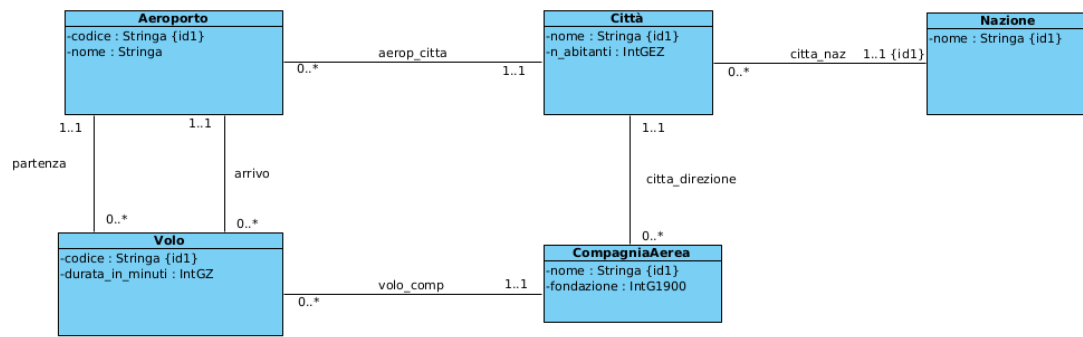 Aeroporto
-codice : Stringa {id1}
-nome : Stringa
Città
-nome : Stringa {id1}
-n_abitanti : IntGEZ
Nazione
-nome : Stringa {id1}
aerop_citta
0..*
1..1
citta_naz
1..1 {id1}
0..*
1..1
1..1
1..1
partenza
arrivo
citta_direzione
0..*
0..*
0..*
Volo
-codice : Stringa {id1}
-durata_in_minuti : IntGZ
CompagniaAerea
-nome : Stringa {id1}
-fondazione : IntG1900
volo_comp
1..1
0..*